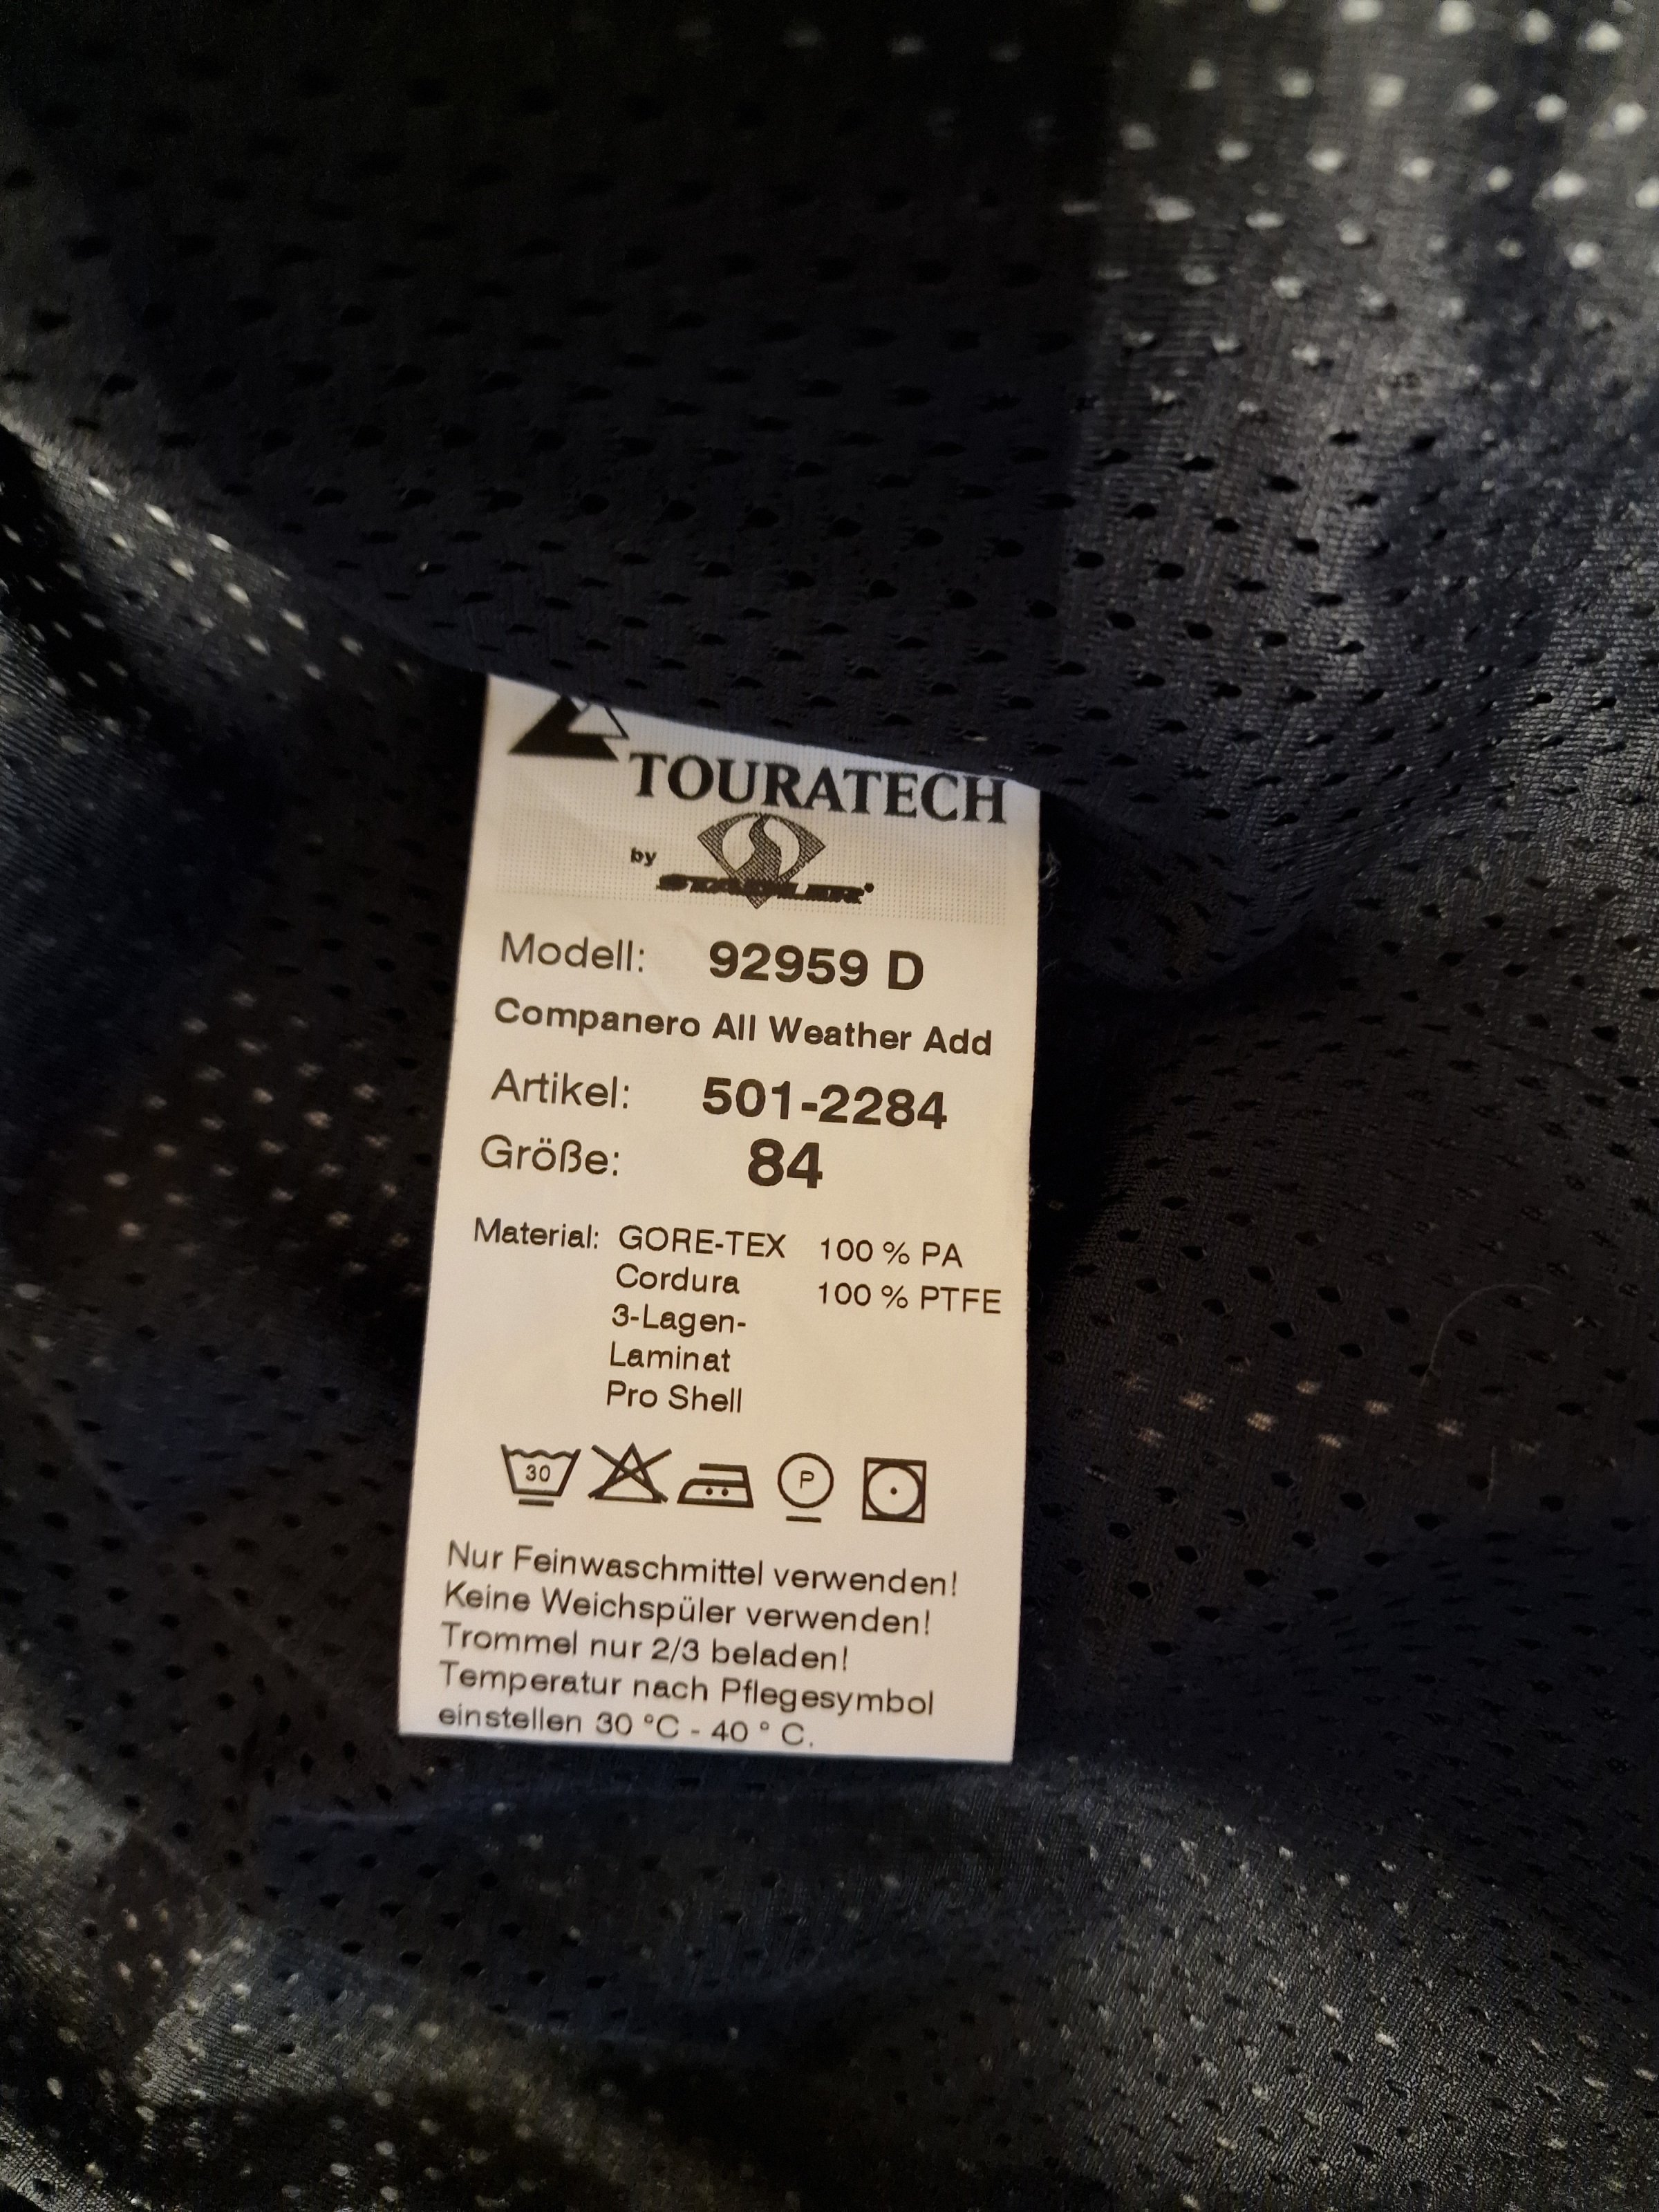 TOURATECH
by STADLER®
Modell: 92959 D
Companero All Weather Add
Artikel: 501-2284
Größe: 84
Material: GORE-TEX 100 % PA
Cordura 100 % PTFE
3-Lagen-
Laminat
Pro Shell
30 P
Nur Feinwaschmittel verwenden!
Keine Weichspüler verwenden!
Trommel nur 2/3 beladen!
Temperatur nach Pflegesymbol
einstellen 30 °C - 40 ° C.